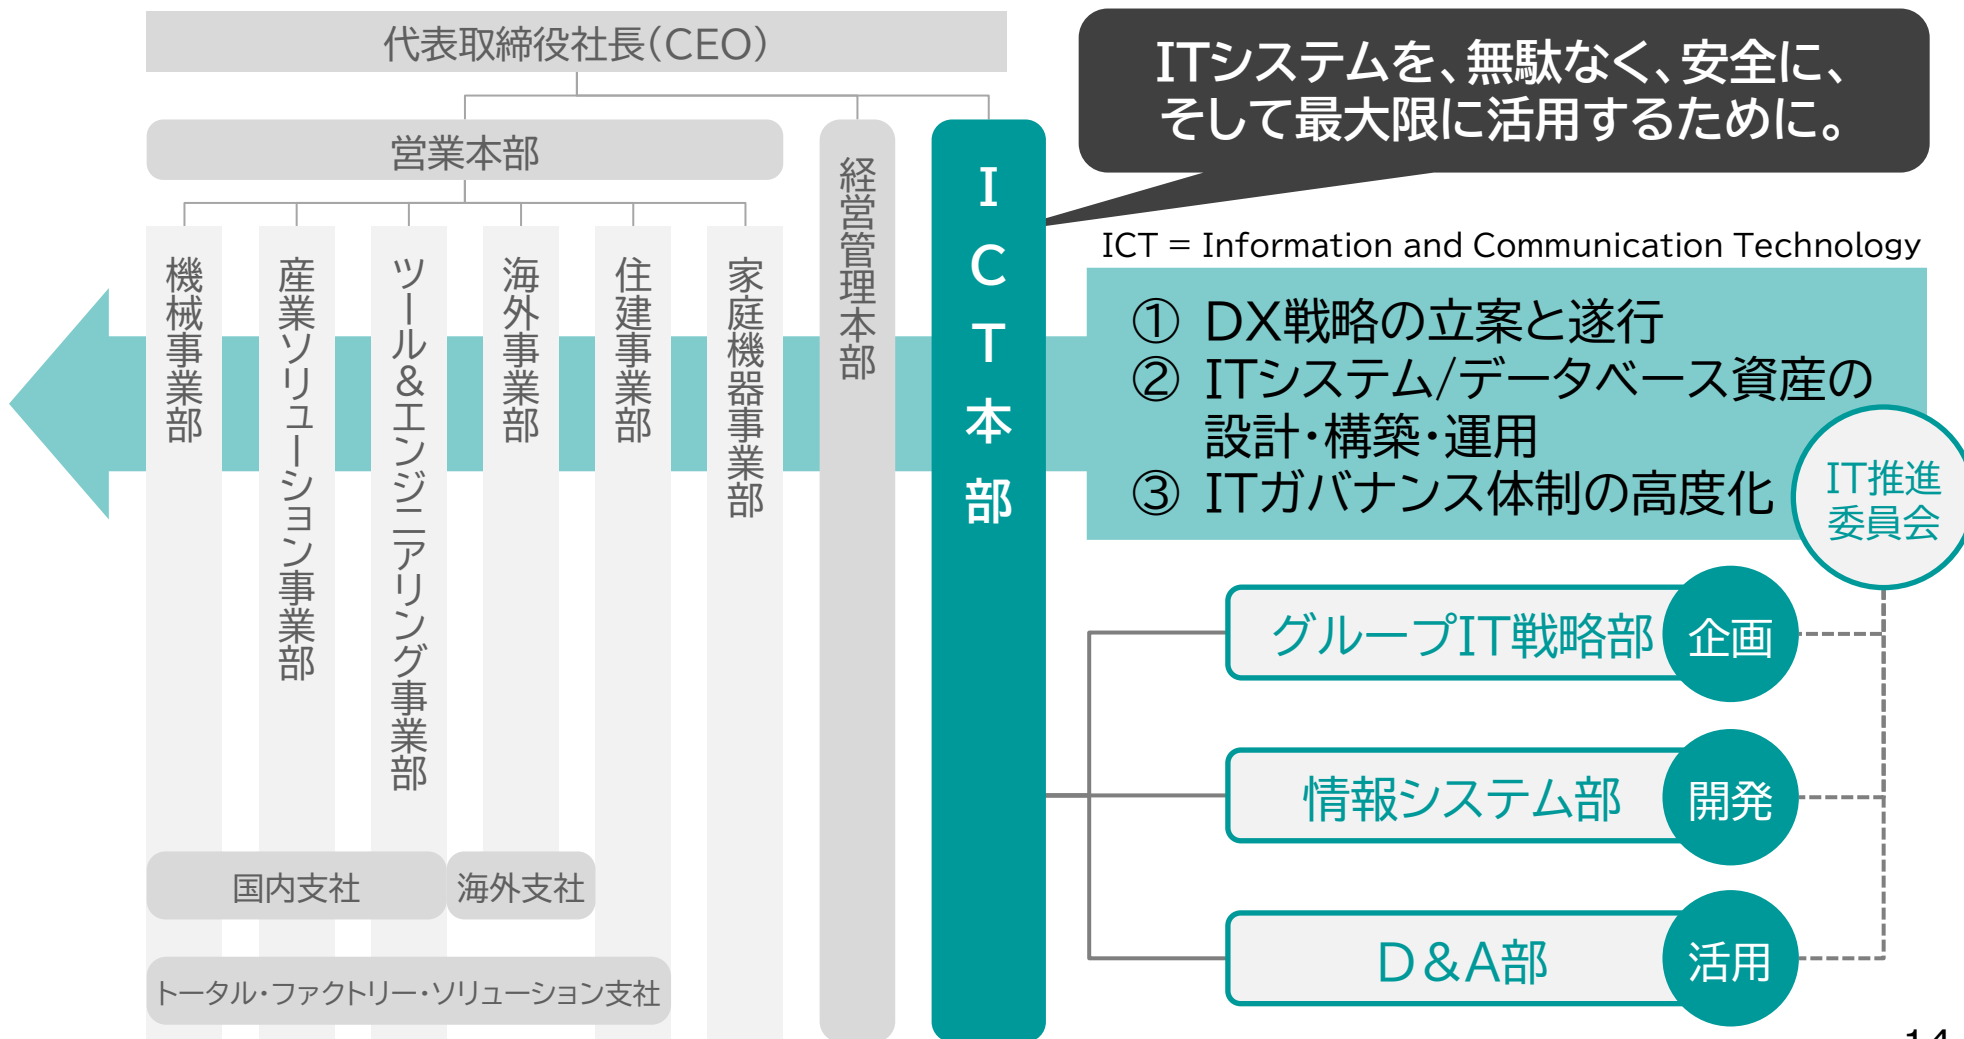 代表取締役社長(CEO)
ITシステムを、無駄なく、安全に、
そして最大限に活用するために。
営業本部
経営管理本部
ICT本部
ICT = Information and Communication Technology
機械事業部
産業ソリューション事業部
ツール&エンジニアリング事業部
海外事業部
住建事業部
家庭機器事業部
① DX戦略の立案と遂行
② ITシステム/データベース資産の
設計・構築・運用
③ ITガバナンス体制の高度化
IT推進
委員会
グループIT戦略部
企画
情報システム部
開発
D&A部
活用
国内支社
海外支社
トータル・ファクトリー・ソリューション支社